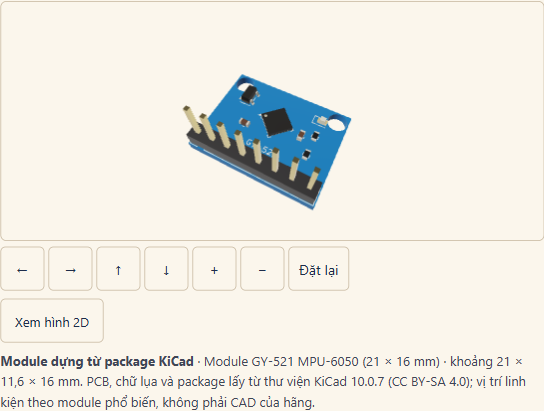 GY-521
←
→
↑
↓
+
−
Đặt lại
Xem hình 2D
Module dựng từ package KiCad · Module GY-521 MPU-6050 (21 × 16 mm) · khoảng 21 ×
11,6 × 16 mm. PCB, chữ lụa và package lấy từ thư viện KiCad 10.0.7 (CC BY-SA 4.0); vị trí linh
kiện theo module phổ biến, không phải CAD của hãng.